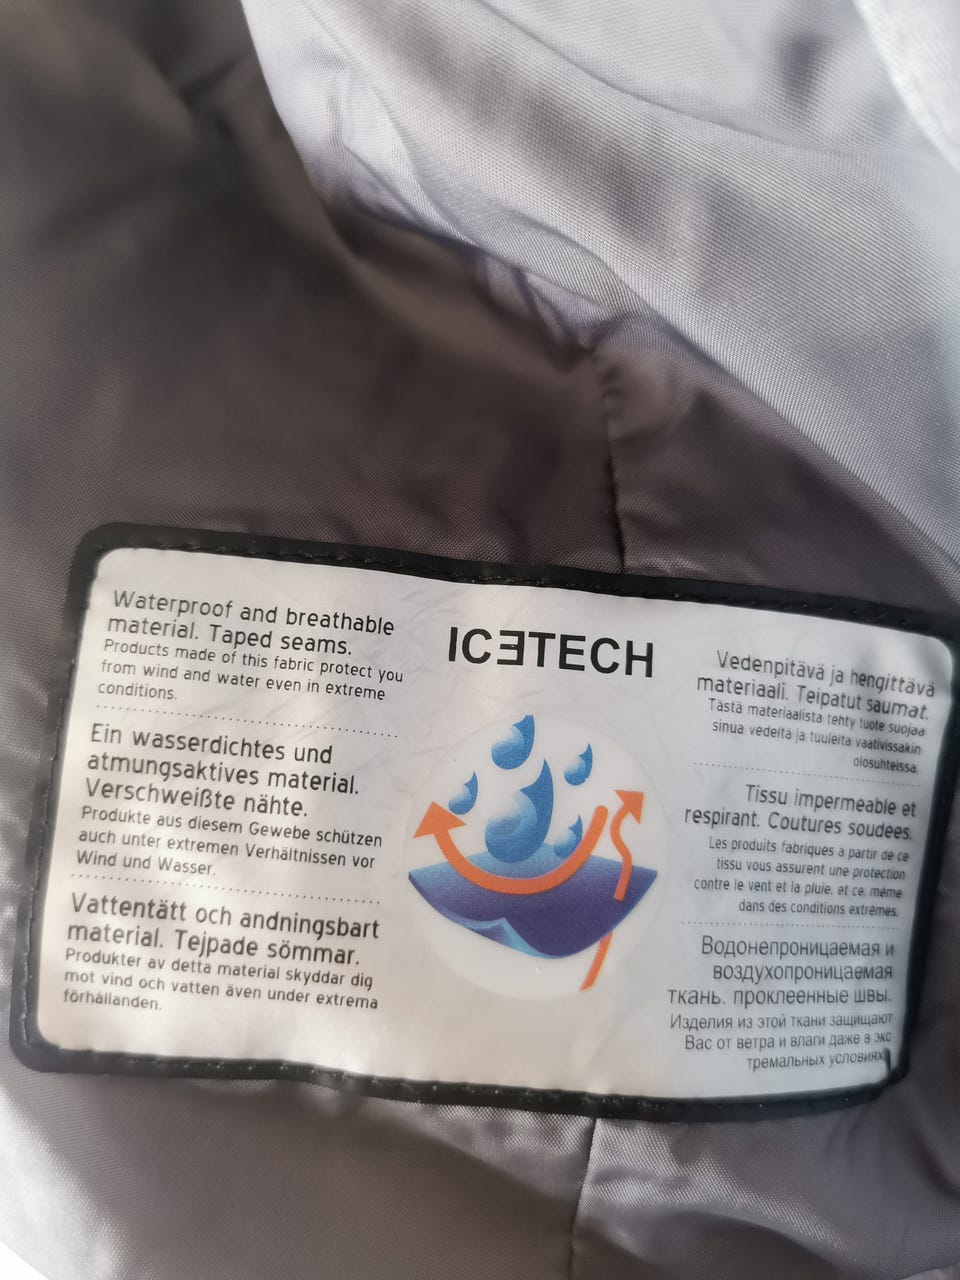 Waterproof and breathable
material. Taped seams.
Products made of this fabric protect you
from wind and water even in extreme
conditions.
Ein wasserdichtes und
atmungsaktives material.
Verschweißte nähte.
Produkte aus diesem Gewebe schützen
auch unter extremen Verhältnissen vor
Wind und Wasser.
Vattentätt och andningsbart
material. Tejpade sömmar.
Produkter av detta material skyddar dig
mot vind och vatten även under extrema
förhållanden.
ICƎTECH
Vedenpitävä ja hengittävä
materiaali. Teipatut saumat.
Tästä materiaalista tehty tuote suojaa
sinua vedeltä ja tuuleita vaativissakin
olosuhteissa.
Tissu impermeable et
respirant. Coutures soudees.
Les produits fabriques a partir de ce
tissu vous assurent une protection
contre le vent et la pluie. et ce. même
dans des conditions extrêmes.
Водонепроницаемая и
воздухопроницаемая
ткань. проклеенные швы.
Изделия из этой ткани защищают
Вас от ветра и влаги даже в экс
тремальных условиях